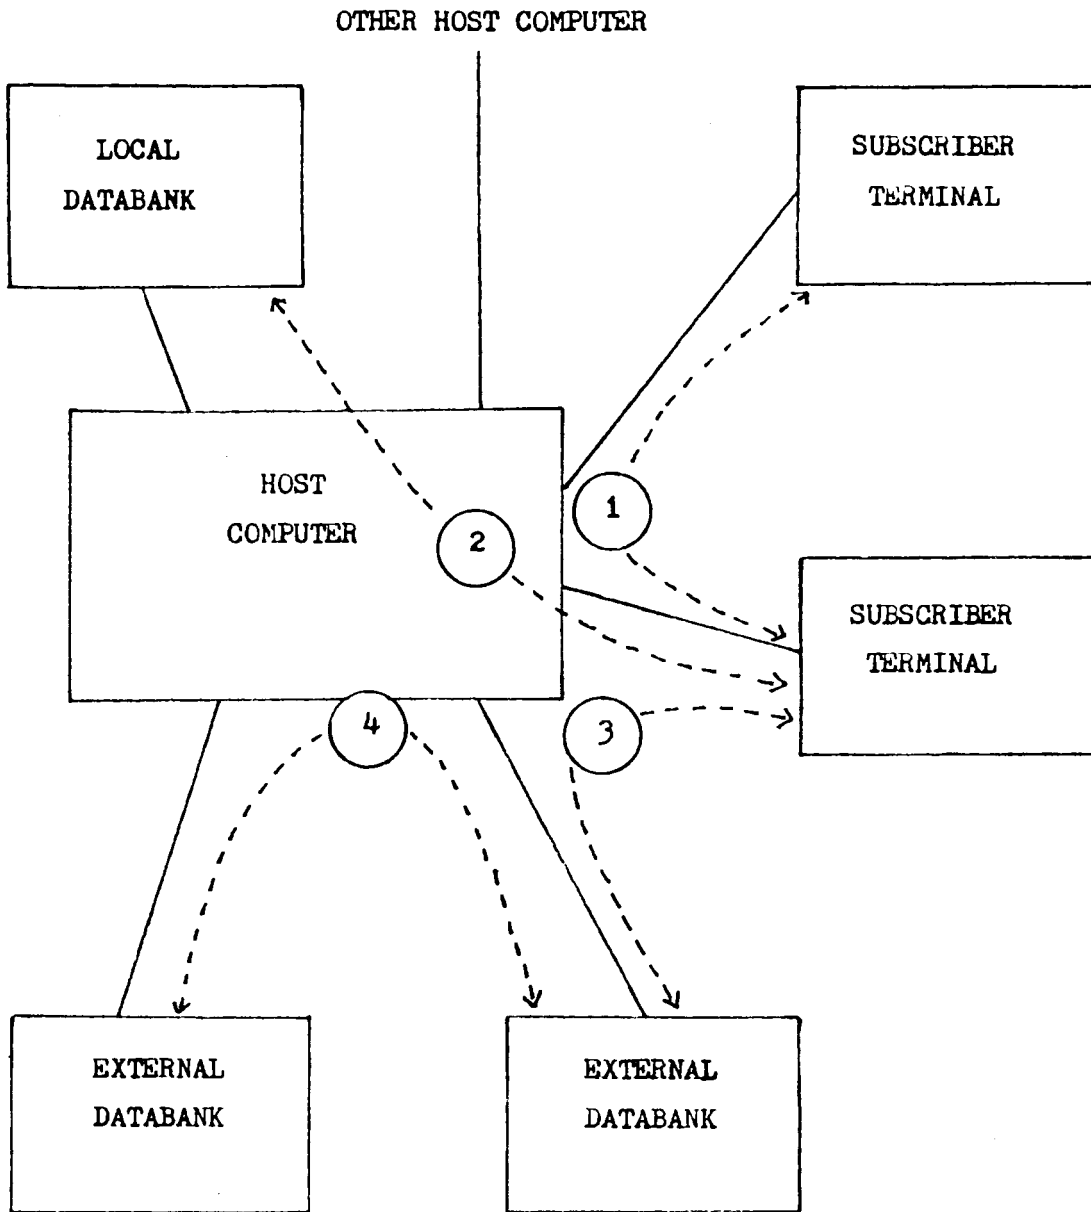 OTHER HOST COMPUTER
LOCAL
DATABANK
SUBSCRIBER
TERMINAL
HOST
COMPUTER
1
2
SUBSCRIBER
TERMINAL
4
3
EXTERNAL
DATABANK
EXTERNAL
DATABANK